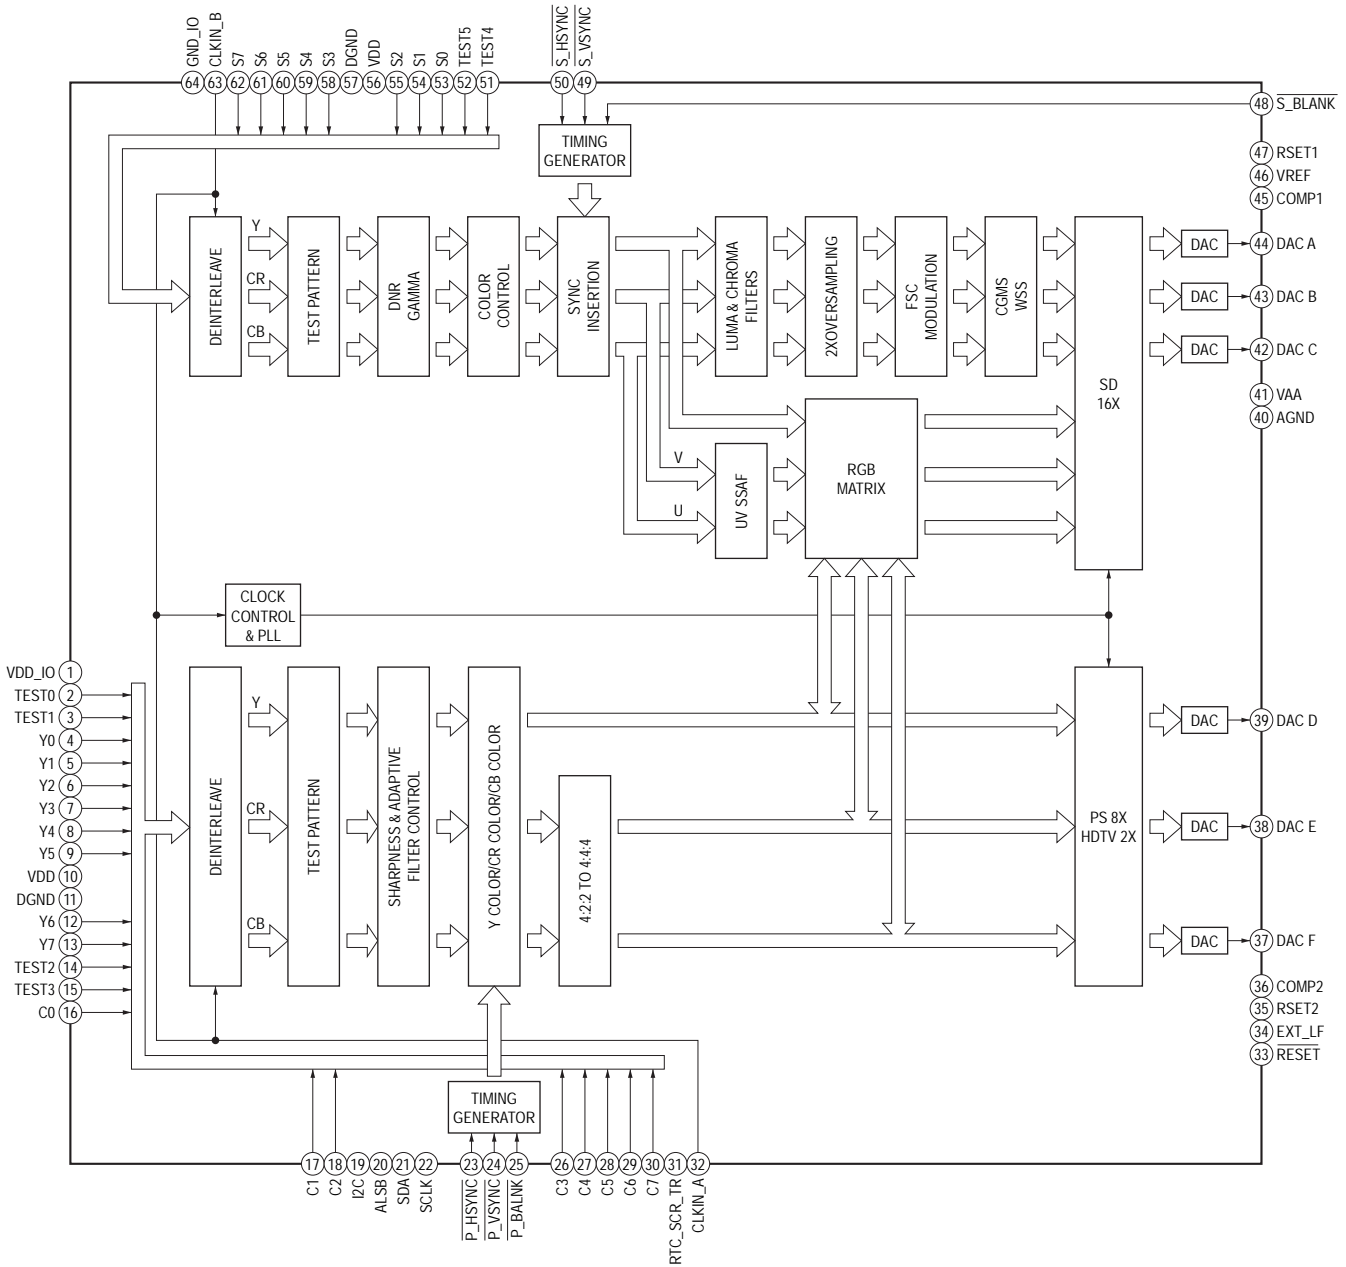 GND_IO
CLKIN_B
S7
S6
S5
S4
S3
DGND
VDD
S2
S1
S0
TEST5
TEST4
S_HSYNC
S_VSYNC
64
63
62
61
60
59
58
57
56
55
54
53
52
51
50
49
48 S_BLANK
TIMING
GENERATOR
47 RSET1
46 VREF
45 COMP1
DEINTERLEAVE
Y
CR
CB
TEST PATTERN
DNR
GAMMA
COLOR
CONTROL
SYNC
INSERTION
LUMA & CHROMA
FILTERS
2XOVERSAMPLING
FSC
MODULATION
CGMS
WSS
SD
16X
DAC
44 DAC A
DAC
43 DAC B
DAC
42 DAC C
41 VAA
40 AGND
V
U
UV SSAF
RGB
MATRIX
CLOCK
CONTROL
& PLL
VDD_IO 1
TEST0 2
TEST1 3
Y0 4
Y1 5
Y2 6
Y3 7
Y4 8
Y5 9
VDD 10
DGND 11
Y6 12
Y7 13
TEST2 14
TEST3 15
C0 16
DEINTERLEAVE
Y
CR
CB
TEST PATTERN
SHARPNESS & ADAPTIVE
FILTER CONTROL
Y COLOR/CR COLOR/CB COLOR
4:2:2 TO 4:4:4
PS 8X
HDTV 2X
DAC
39 DAC D
DAC
38 DAC E
DAC
37 DAC F
36 COMP2
35 RSET2
34 EXT_LF
33 RESET
TIMING
GENERATOR
17
18
19
20
21
22
23
24
25
26
27
28
29
30
31
32
C1
C2
I2C
ALSB
SDA
SCLK
P_HSYNC
P_VSYNC
P_BALNK
C3
C4
C5
C6
C7
RTC_SCR_TR
CLKIN_A